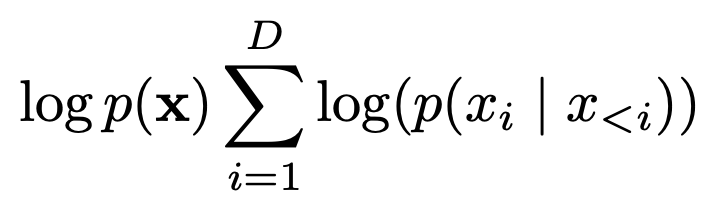 log p(𝐱) ∑_{i=1}^{D} log(p(x_i | x_{<i}))